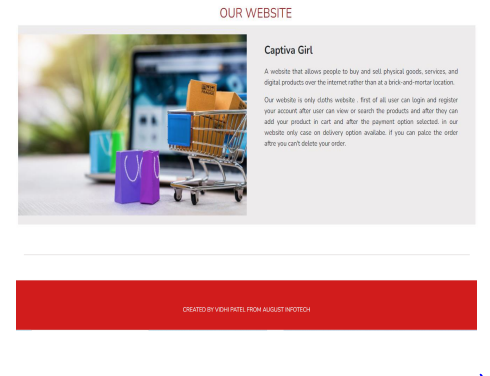 OUR WEBSITE
Captiva Girl
A website that allows people to buy and sell physical goods, services, and
digital products over the internet rather than at a brick-and-mortar location.
Our website is only cloths website . first of all user can login and register
your account after user can view or search the products and after they can
add your product in cart and after the payment option selected. in our
website only case on delivery option availabe. if you can palce the order
aftre you can't delete your order.
CREATED BY VIDHI PATEL FROM AUGUST INFOTECH